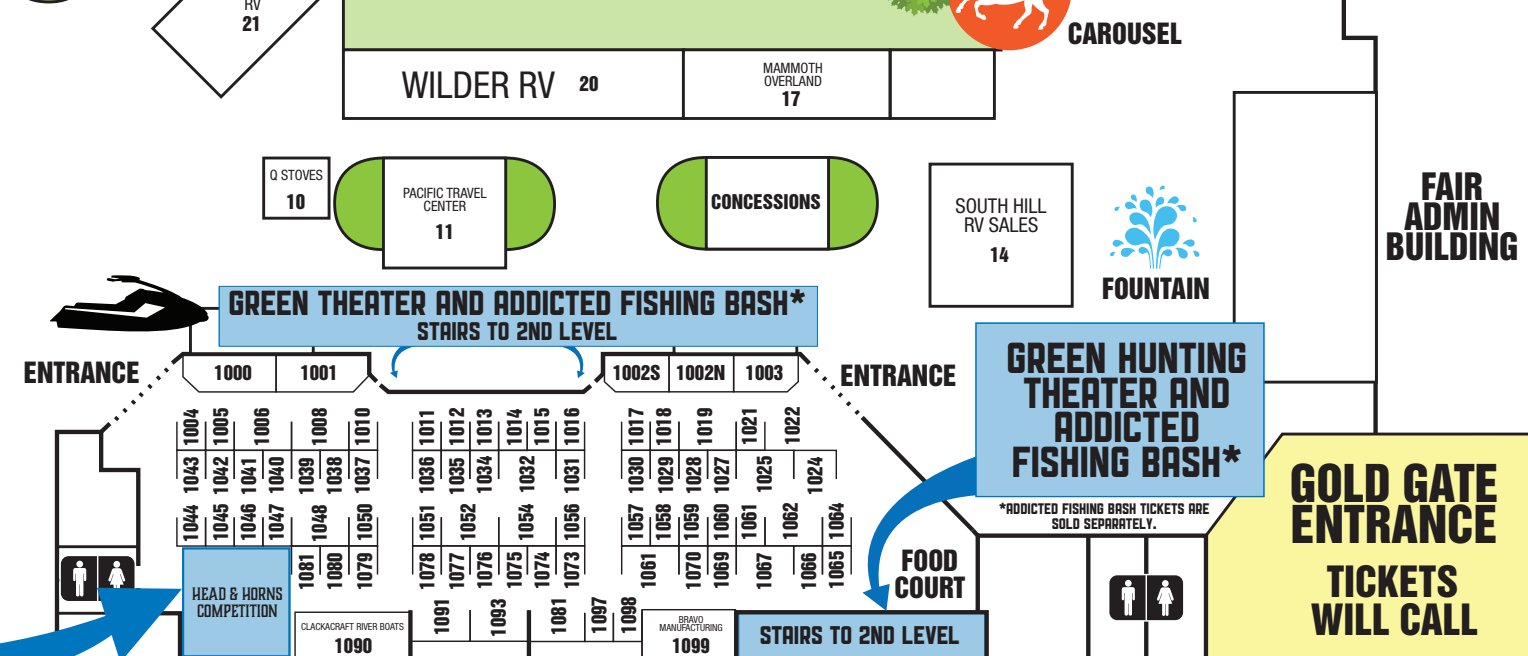 RV
21
CAROUSEL
WILDER RV 20
MAMMOTH
OVERLAND
17
Q STOVES
10
PACIFIC TRAVEL
CENTER
11
CONCESSIONS
SOUTH HILL
RV SALES
14
FOUNTAIN
FAIR
ADMIN
BUILDING
GREEN THEATER AND ADDICTED FISHING BASH*
STAIRS TO 2ND LEVEL
ENTRANCE
1000 1001
1002S 1002N 1003
ENTRANCE
GREEN HUNTING
THEATER AND
ADDICTED
FISHING BASH*
*ADDICTED FISHING BASH TICKETS ARE
SOLD SEPARATELY.
GOLD GATE
ENTRANCE
TICKETS
WILL CALL
1004 1005 1006 1008 1010 1011 1012 1013 1014 1015 1016 1017 1018 1019 1021 1022
1043 1042 1041 1040 1039 1038 1037 1036 1035 1034 1032 1031 1030 1029 1028 1027 1025 1024
1044 1045 1046 1047 1048 1050 1051 1052 1054 1056 1057 1058 1059 1060 1061 1062 1064
1081 1080 1079 1078 1077 1076 1075 1074 1073 1061 1070 1069 1067 1066 1065
HEAD & HORNS
COMPETITION
FOOD
COURT
CLACKACRAFT RIVER BOATS
1090
1091 1093 1081 1097 1098
BRAVO
MANUFACTURING
1099
STAIRS TO 2ND LEVEL